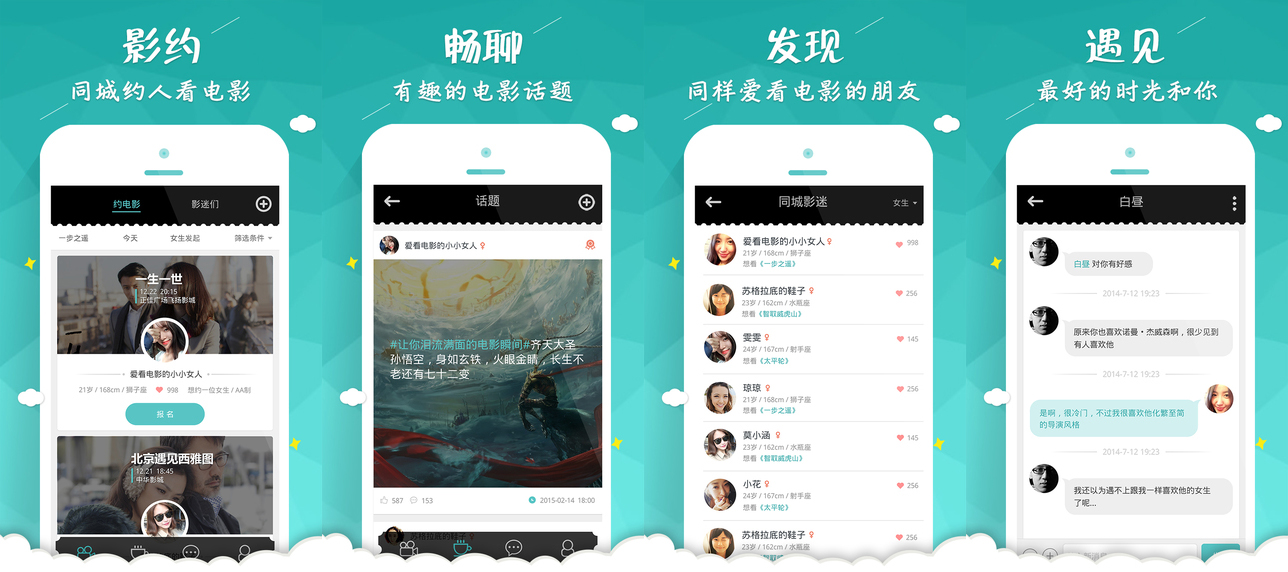 影约
同城约人看电影
约电影
影迷们
一步之遥
今天
女生发起
筛选条件
一生一世
12.22 20:15
正佳广场飞扬影城
爱看电影的小小女人
21岁 / 168cm / 狮子座
998
想约一位女生 / AA制
报 名
北京遇见西雅图
12.21 18:45
中华影城
畅聊
有趣的电影话题
话题
爱看电影的小小女人
#让你泪流满面的电影瞬间#齐天大圣
孙悟空，身如玄铁，火眼金睛，长生不
老还有七十二变
587
153
2015-02-14 18:00
苏格拉底的鞋子
发现
同样爱看电影的朋友
同城影迷
女生
爱看电影的小小女人
998
21岁 / 168cm / 狮子座
想看《一步之遥》
苏格拉底的鞋子
256
23岁 / 162cm / 水瓶座
想看《智取威虎山》
雯雯
145
24岁 / 167cm / 射手座
想看《太平轮》
琼琼
256
21岁 / 168cm / 狮子座
想看《一步之遥》
莫小涵
145
23岁 / 162cm / 水瓶座
想看《智取威虎山》
小花
256
24岁 / 167cm / 射手座
想看《太平轮》
苏格拉底的鞋子
256
23岁 / 162cm / 水瓶座
遇见
最好的时光和你
白昼
白昼 对你有好感
2014-7-12 19:23
原来你也喜欢诺曼·杰威森啊，很少见到
有人喜欢他
2014-7-12 19:23
是啊，很冷门，不过我很喜欢他化繁至简
的导演风格
2014-7-12 19:23
我还以为遇不上跟我一样喜欢他的女生
了呢...